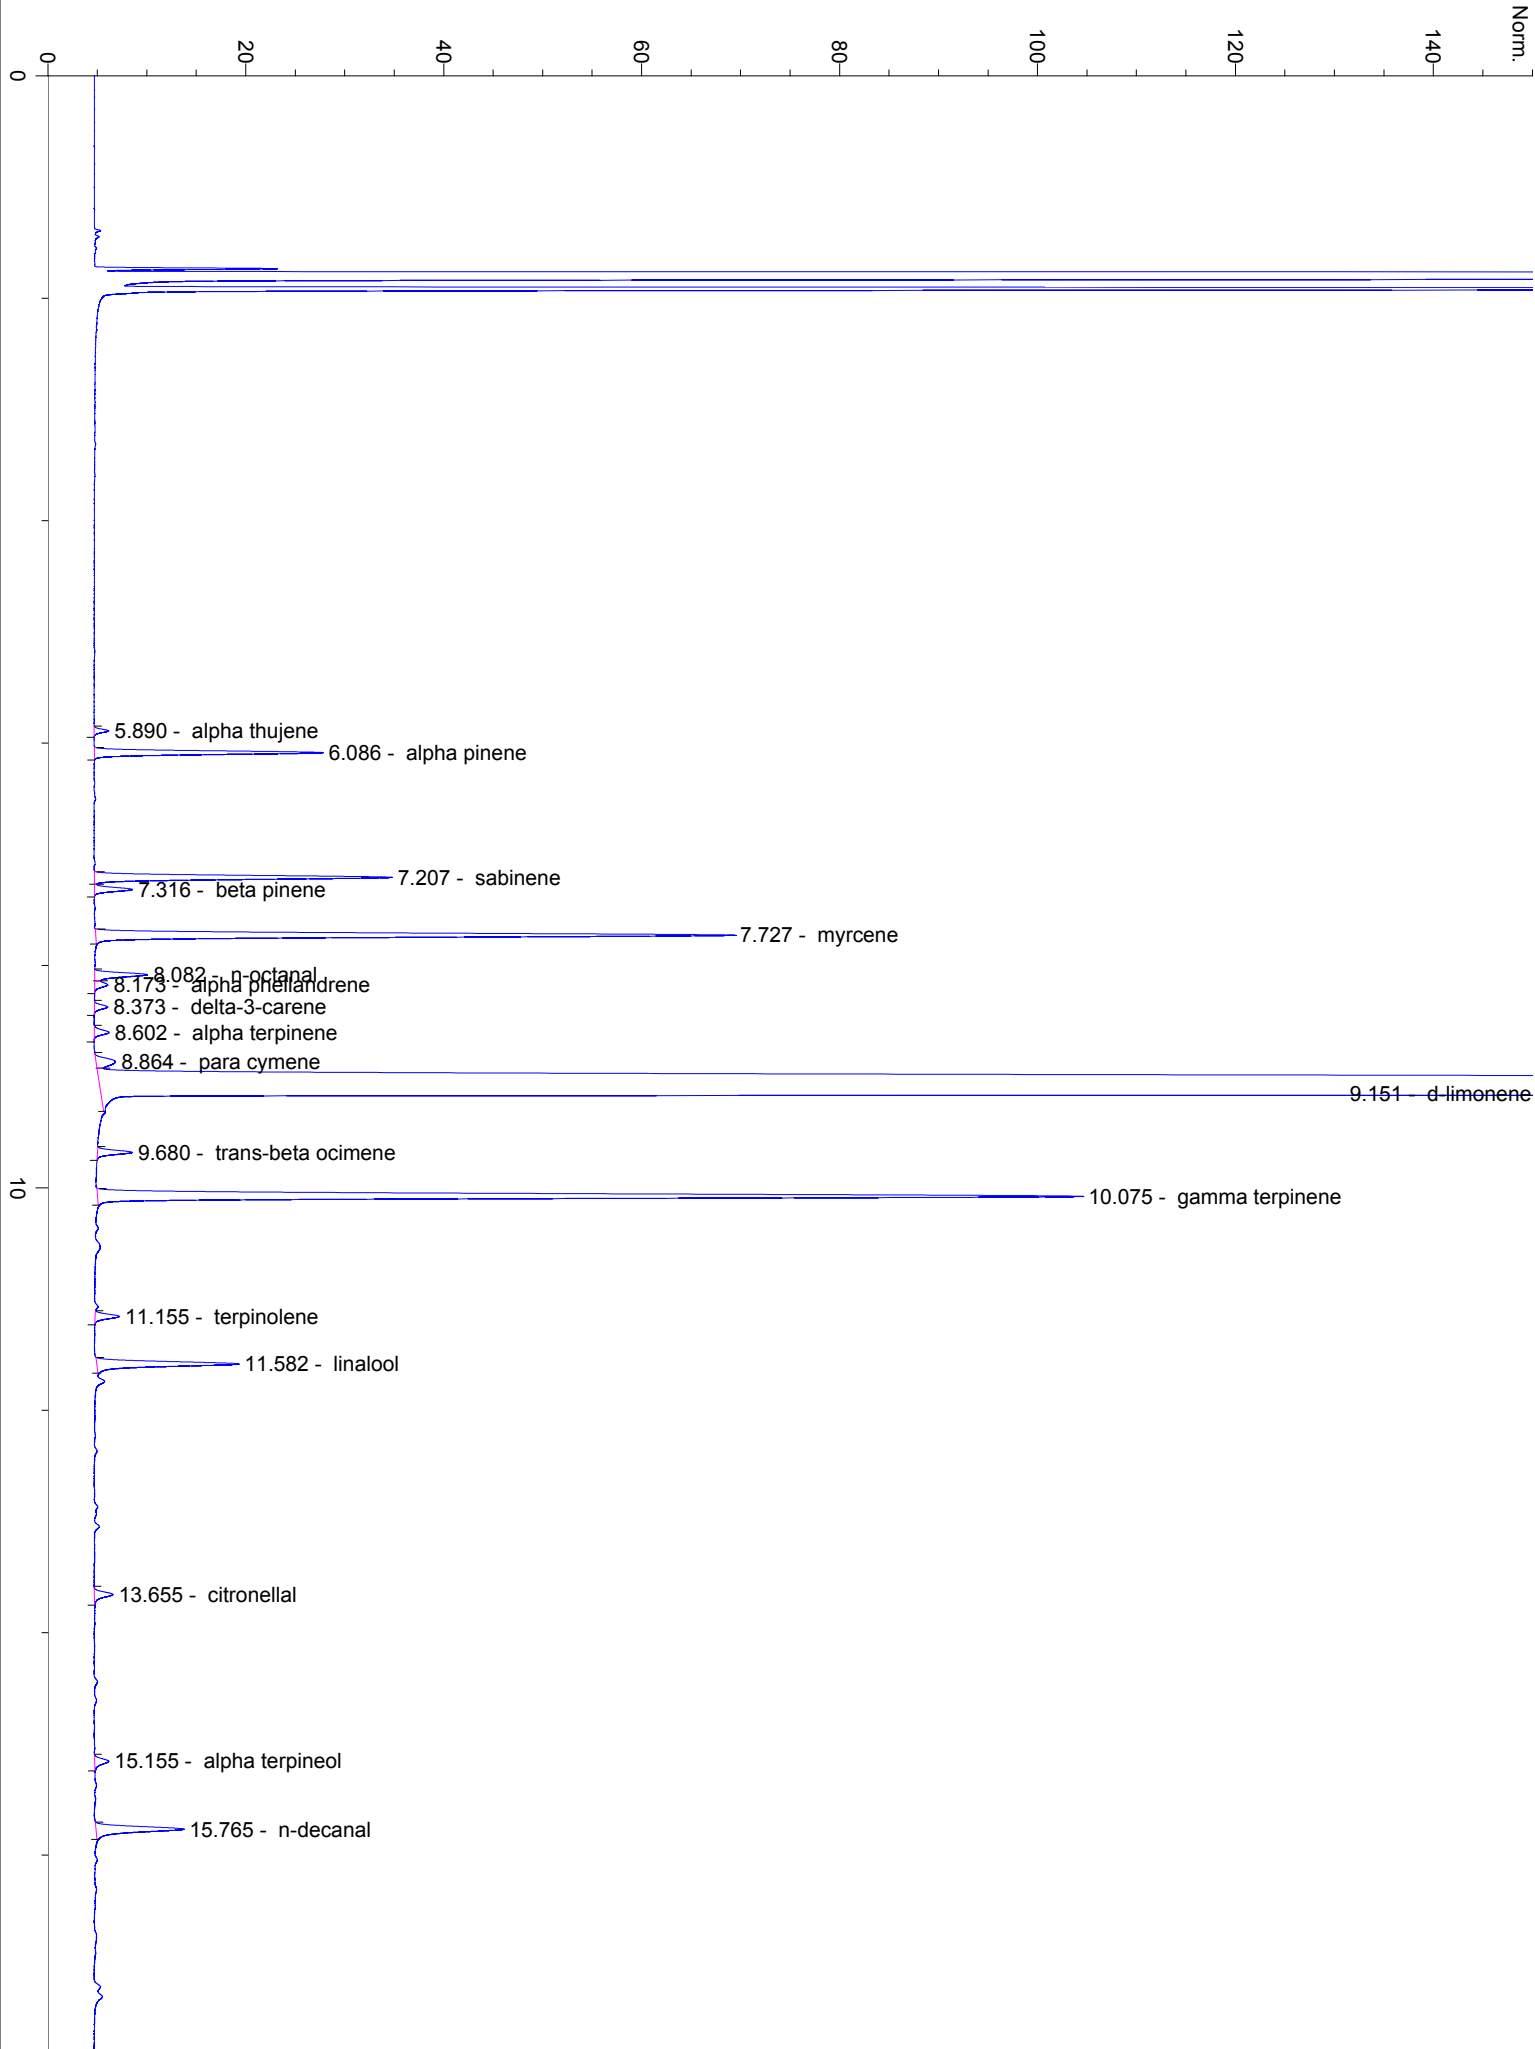 Norm.
0
20
40
60
80
100
120
140
0
5.890 - alpha thujene
6.086 - alpha pinene
7.207 - sabinene
7.316 - beta pinene
7.727 - myrcene
8.082 - n-octanal
8.173 - alpha phellandrene
8.373 - delta-3-carene
8.602 - alpha terpinene
8.864 - para cymene
9.151 - d-limonene
9.680 - trans-beta ocimene
10
10.075 - gamma terpinene
11.155 - terpinolene
11.582 - linalool
13.655 - citronellal
15.155 - alpha terpineol
15.765 - n-decanal